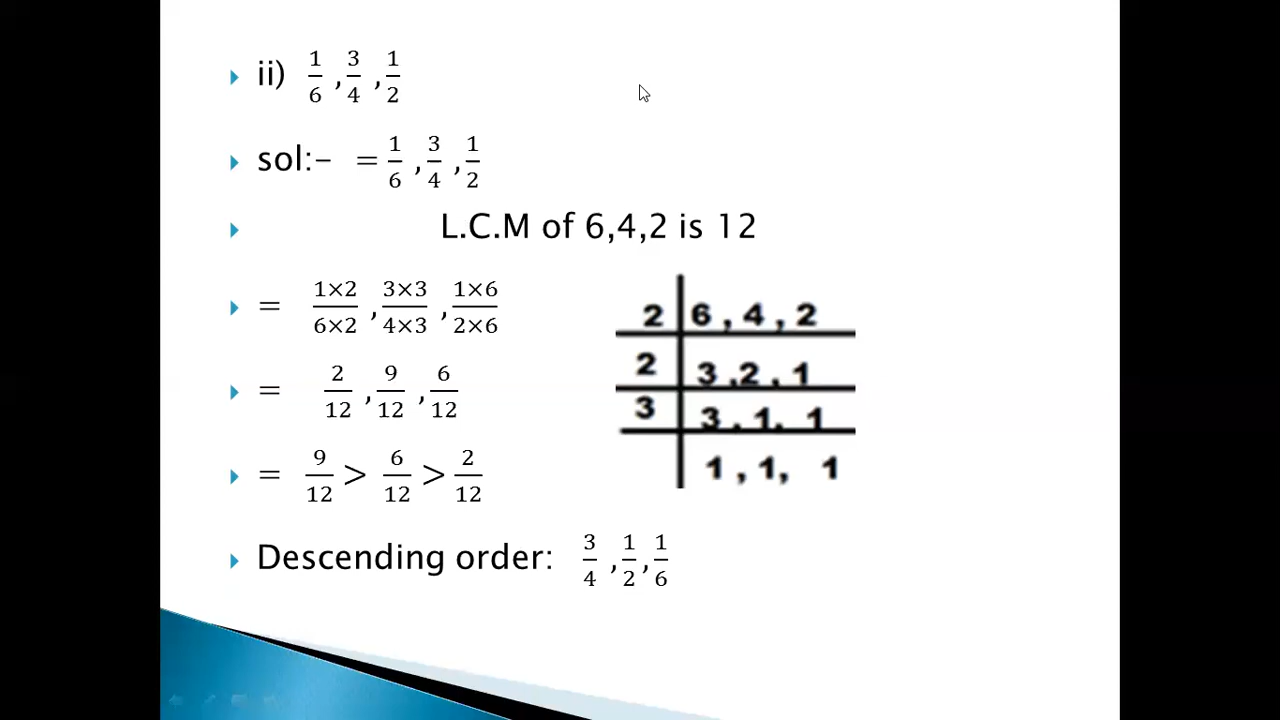 ii) 1/6 ,3/4 ,1/2
sol:- = 1/6 ,3/4 ,1/2
L.C.M of 6,4,2 is 12
= 1×2/6×2 ,3×3/4×3 ,1×6/2×6
= 2/12 ,9/12 ,6/12
= 9/12 > 6/12 > 2/12
Descending order: 3/4 ,1/2 ,1/6
2 6 , 4 , 2
2 3 ,2 , 1
3 3 , 1, 1
1 , 1, 1